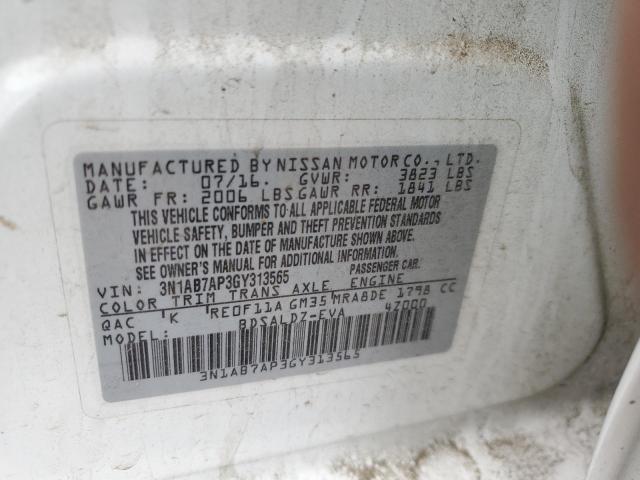 MANUFACTURED BY NISSAN MOTOR CO., LTD.
DATE: 07/16. GVWR: 3823 LBS
GAWR FR: 2006 LBS GAWR RR: 1841 LBS
THIS VEHICLE CONFORMS TO ALL APPLICABLE FEDERAL MOTOR
VEHICLE SAFETY, BUMPER AND THEFT PREVENTION STANDARDS
IN EFFECT ON THE DATE OF MANUFACTURE SHOWN ABOVE.
SEE OWNER'S MANUAL FOR ADDITIONAL INFORMATION.
VIN: 3N1AB7AP3GY313565 PASSENGER CAR.
COLOR TRIM TRANS AXLE ENGINE
QAC K RE0F11A GM35 MRA8DE 1798 CC
MODEL: BDSALDZ-EVA 4Z000
3N1AB7AP3GY313565